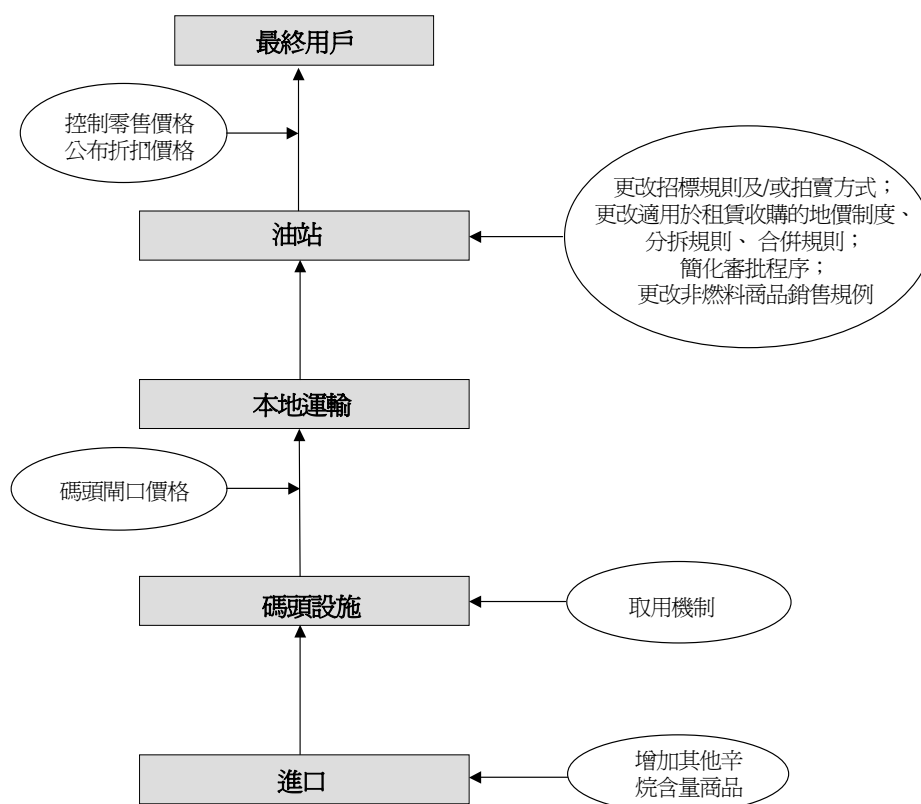 最終用戶
控制零售價格
公布折扣價格
更改招標規則及/或拍賣方式；
更改適用於租賃收購的地價制度、
分拆規則、合併規則；
簡化審批程序；
更改非燃料商品銷售規例
油站
本地運輸
碼頭閘口價格
碼頭設施
取用機制
增加其他辛
烷含量商品
進口